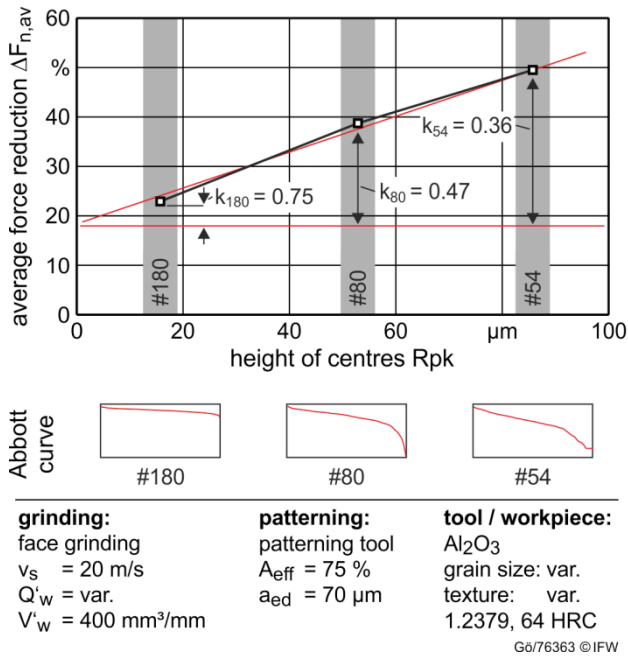 average force reduction ΔFn,av
60
%
40
30
20
10
0
k54 = 0.36
k180 = 0.75
k80 = 0.47
#180
#80
#54
0
20
40
60
µm
100
height of centres Rpk
Abbott
curve
#180
#80
#54
grinding:
face grinding
vs = 20 m/s
Q‘w = var.
V‘w = 400 mm³/mm
patterning:
patterning tool
Aeff = 75 %
aed = 70 µm
tool / workpiece:
Al2O3
grain size: var.
texture: var.
1.2379, 64 HRC
Gö/76363 © IFW